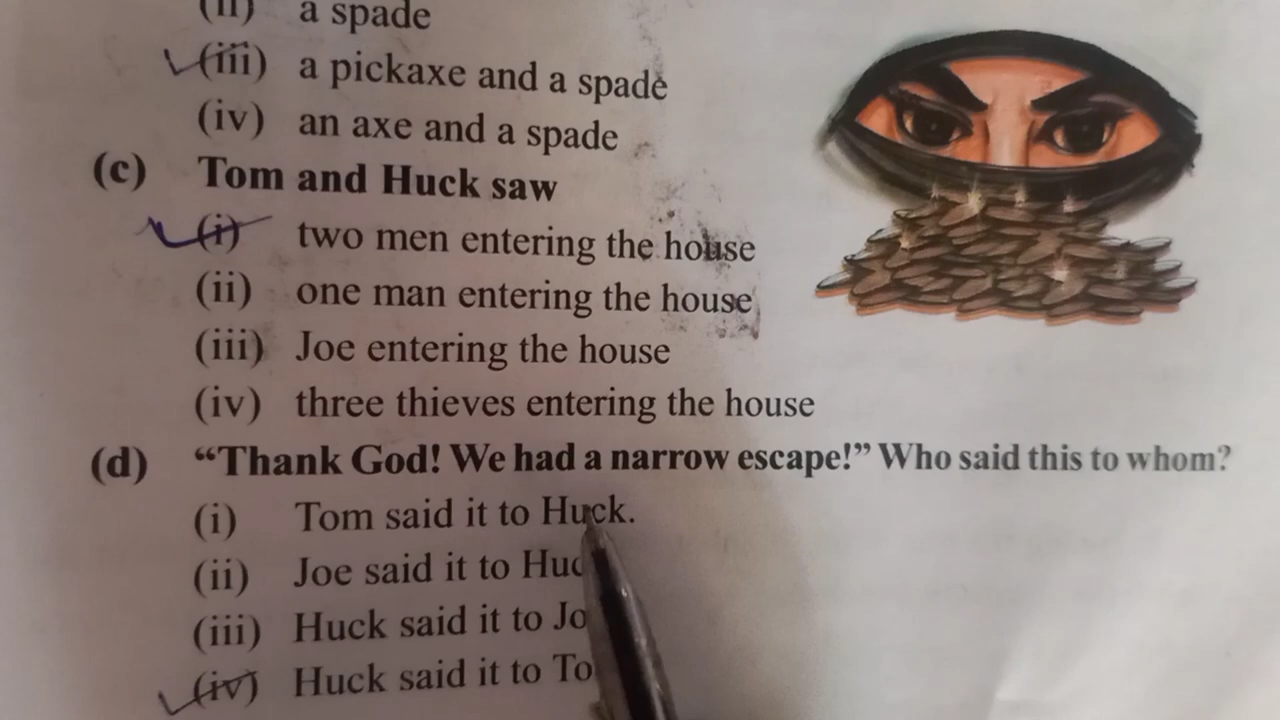 (ii) a spade
(iii) a pickaxe and a spade
(iv) an axe and a spade
(c) Tom and Huck saw
(i) two men entering the house
(ii) one man entering the house
(iii) Joe entering the house
(iv) three thieves entering the house
(d) “Thank God! We had a narrow escape!” Who said this to whom?
(i) Tom said it to Huck.
(ii) Joe said it to Huc
(iii) Huck said it to Jo
(iv) Huck said it to To